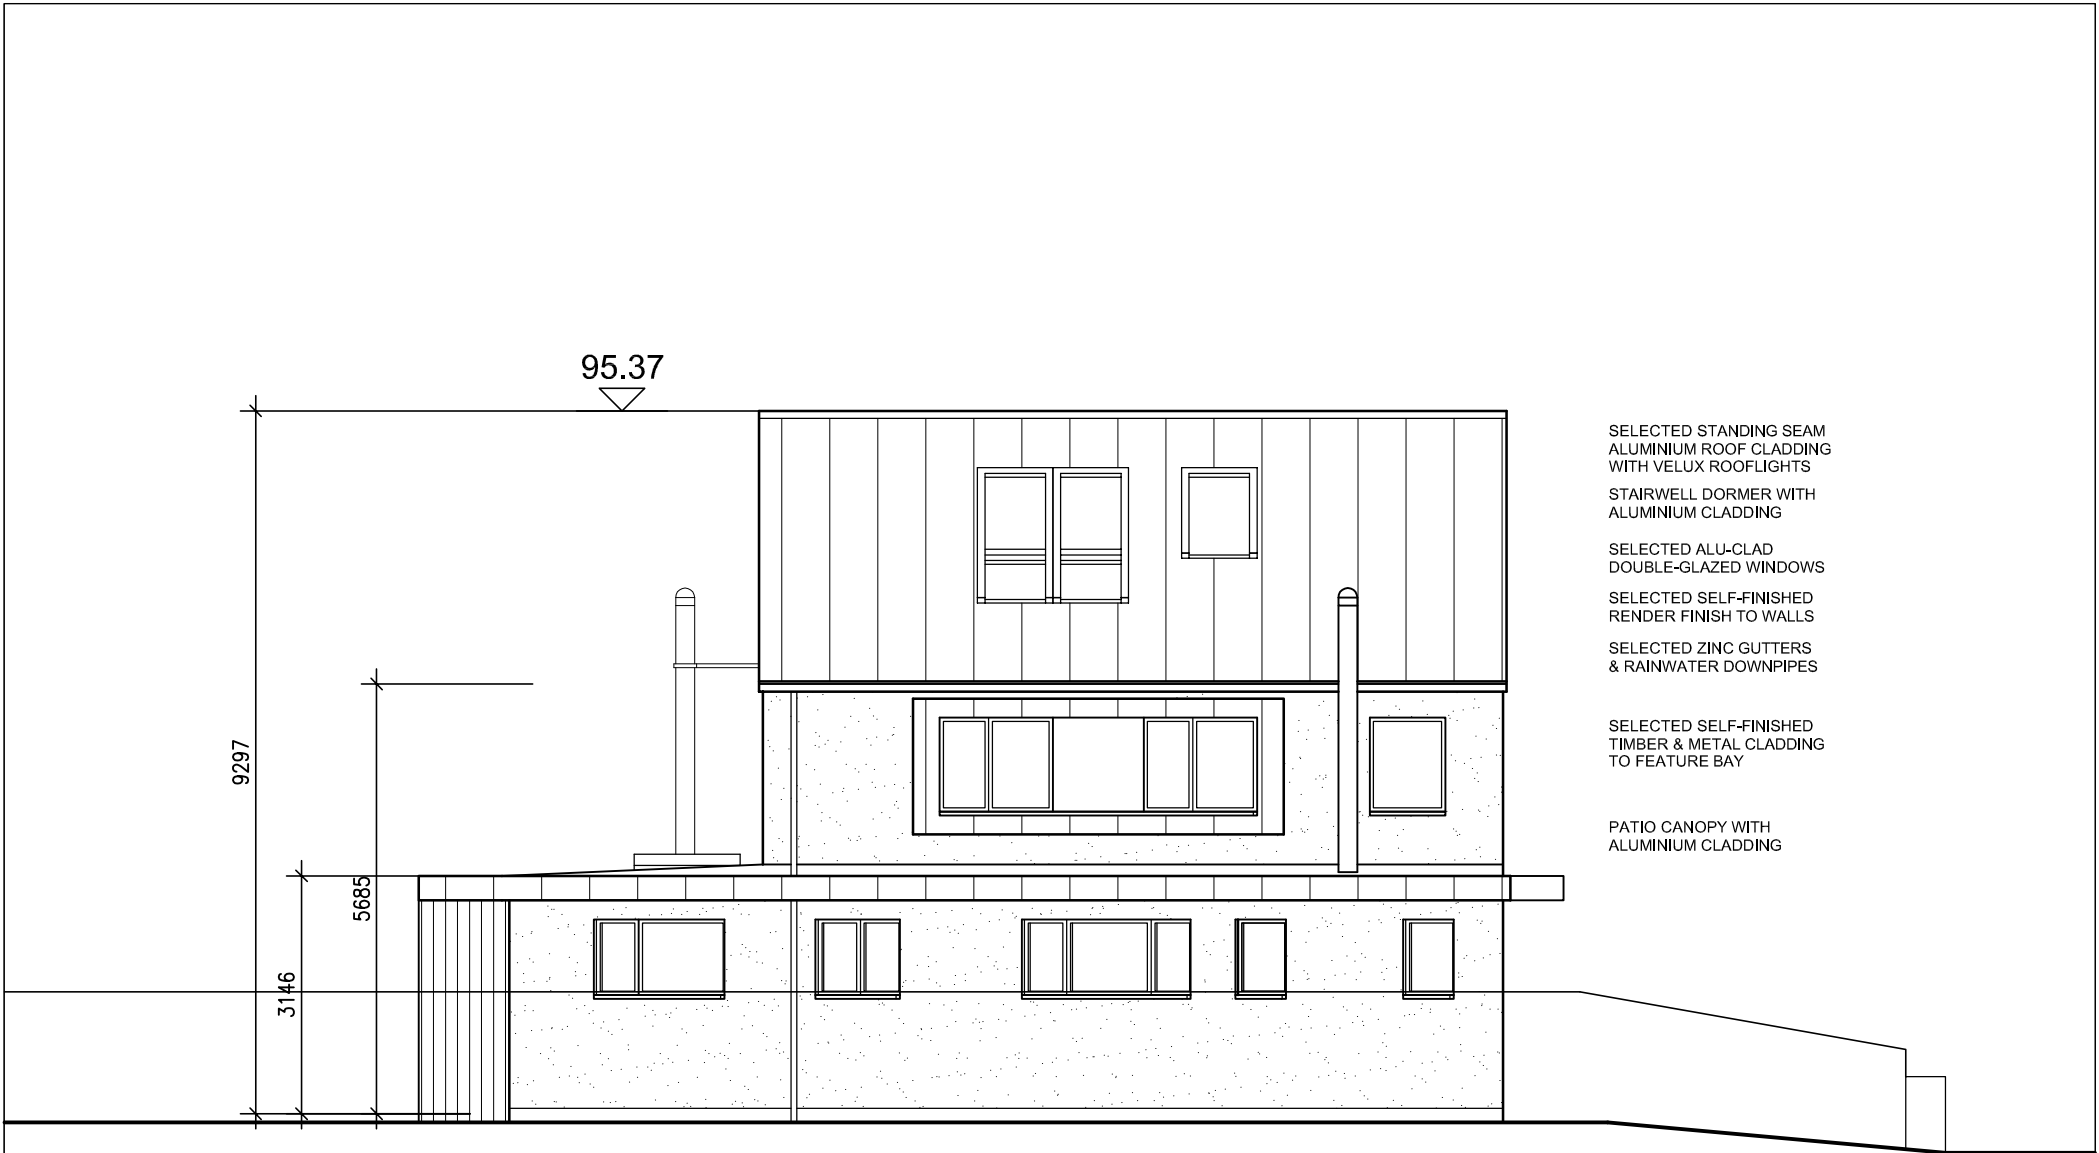 95.37
9297
5685
3146
SELECTED STANDING SEAM
ALUMINIUM ROOF CLADDING
WITH VELUX ROOFLIGHTS
STAIRWELL DORMER WITH
ALUMINIUM CLADDING
SELECTED ALU-CLAD
DOUBLE-GLAZED WINDOWS
SELECTED SELF-FINISHED
RENDER FINISH TO WALLS
SELECTED ZINC GUTTERS
& RAINWATER DOWNPIPES
SELECTED SELF-FINISHED
TIMBER & METAL CLADDING
TO FEATURE BAY
PATIO CANOPY WITH
ALUMINIUM CLADDING